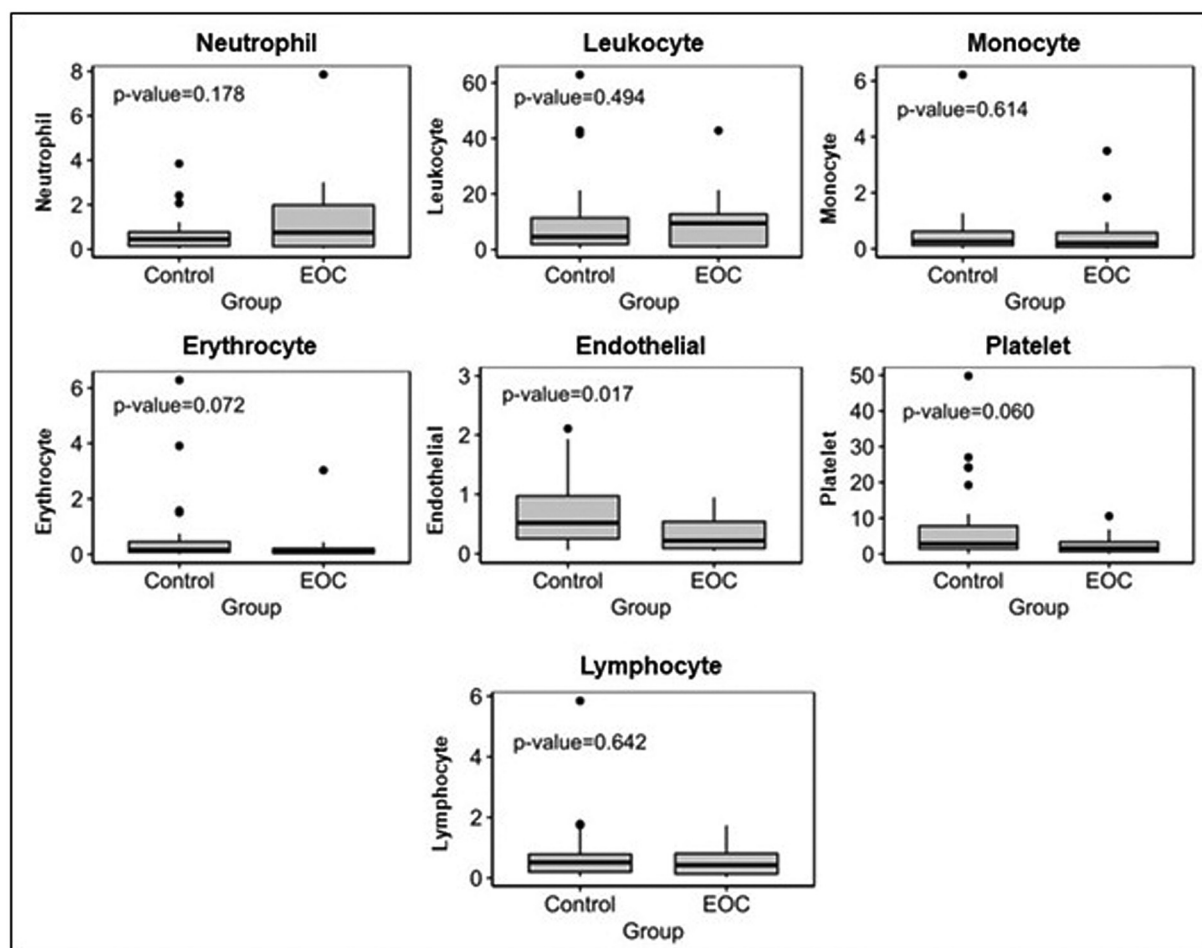 Neutrophil
Leukocyte
Monocyte
8
6
4
2
0
Neutrophil
p-value=0.178
Control
EOC
Group
60
40
20
0
Leukocyte
p-value=0.494
Control
EOC
Group
6
4
2
0
Monocyte
p-value=0.614
Control
EOC
Group
Erythrocyte
Endothelial
Platelet
6
4
2
0
Erythrocyte
p-value=0.072
Control
EOC
Group
3
2
1
0
Endothelial
p-value=0.017
Control
EOC
Group
50
40
30
20
10
0
Platelet
p-value=0.060
Control
EOC
Group
Lymphocyte
6
4
2
0
Lymphocyte
p-value=0.642
Control
EOC
Group